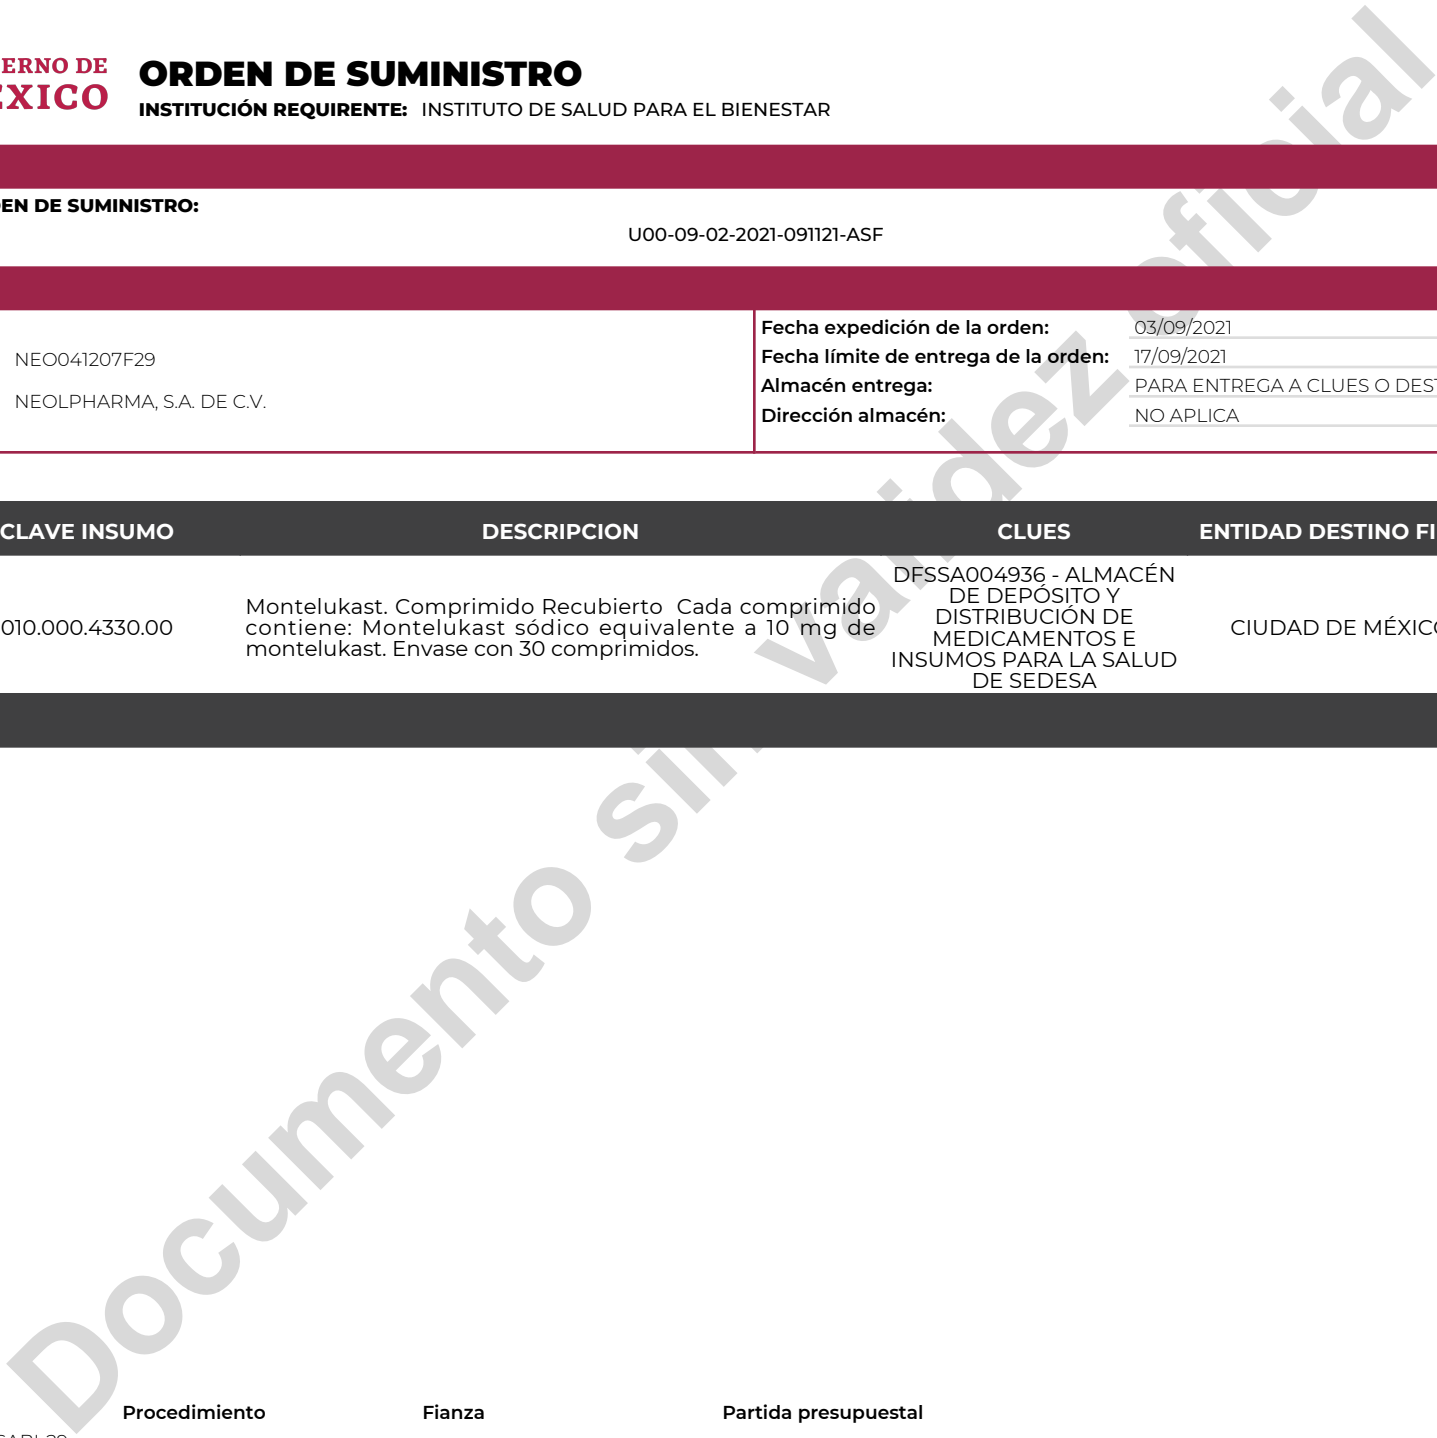 ERNO DE
ORDEN DE SUMINISTRO
INSTITUCIÓN REQUIRENTE: INSTITUTO DE SALUD PARA EL BIENESTAR
EN DE SUMINISTRO:
U00-09-02-2021-091121-ASF
NEO041207F29
NEOLPHARMA, S.A. DE C.V.
Fecha expedición de la orden: 03/09/2021
Fecha límite de entrega de la orden: 17/09/2021
Almacén entrega: PARA ENTREGA A CLUES O DEST
Dirección almacén: NO APLICA
CLAVE INSUMO DESCRIPCION CLUES ENTIDAD DESTINO FI
010.000.4330.00
Montelukast. Comprimido Recubierto Cada comprimido
contiene: Montelukast sódico equivalente a 10 mg de
montelukast. Envase con 30 comprimidos.
DFSSA004936 - ALMACÉN
DE DEPÓSITO Y
DISTRIBUCIÓN DE
MEDICAMENTOS E
INSUMOS PARA LA SALUD
DE SEDESA
CIUDAD DE MÉXICO
Documento sin validez oficial
Procedimiento Fianza Partida presupuestal